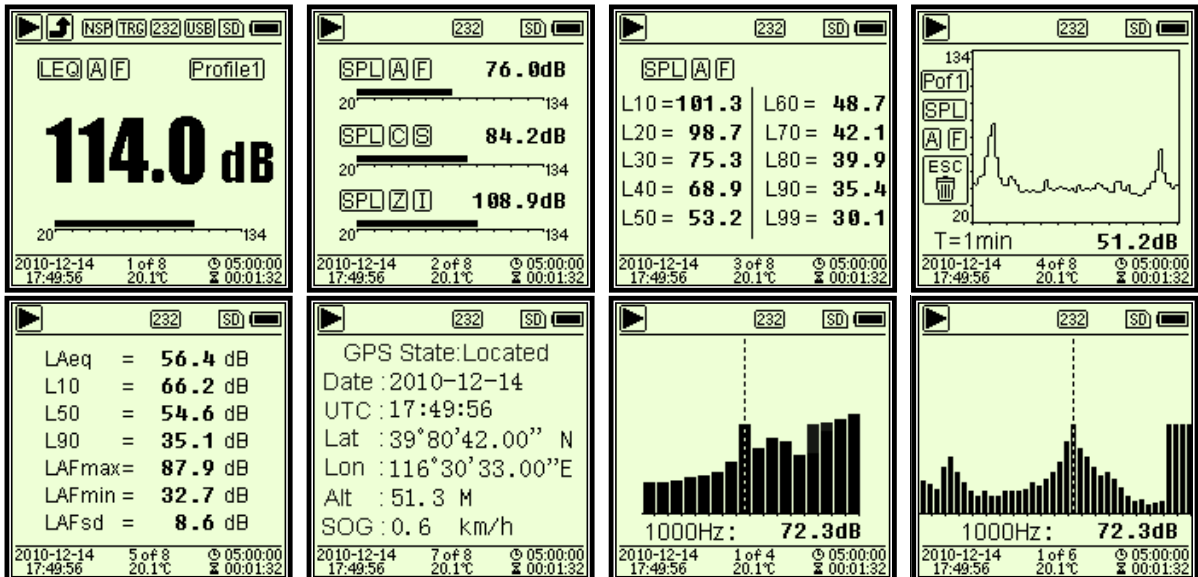 NSP TRG 232 USB SD
LEQ A F Profile1
114.0 dB
20 134
2010-12-14 1 of 8 05:00:00
17:49:56 20.1℃ 00:01:32
232 SD
SPL A F 76.0dB
20 134
SPL C S 84.2dB
20 134
SPL Z I 108.9dB
20 134
2010-12-14 2 of 8 05:00:00
17:49:56 20.1℃ 00:01:32
232 SD
SPL A F
L10=101.3 L60= 48.7
L20= 98.7 L70= 42.1
L30= 75.3 L80= 39.9
L40= 68.9 L90= 35.4
L50= 53.2 L99= 30.1
2010-12-14 3 of 8 05:00:00
17:49:56 20.1℃ 00:01:32
232 SD
134
Pof1
SPL
A F
ESC
20
T=1min 51.2dB
2010-12-14 4 of 8 05:00:00
17:49:56 20.1℃ 00:01:32
232 SD
LAeq = 56.4 dB
L10 = 66.2 dB
L50 = 54.6 dB
L90 = 35.1 dB
LAFmax= 87.9 dB
LAFmin = 32.7 dB
LAFsd = 8.6 dB
2010-12-14 5 of 8 05:00:00
17:49:56 20.1℃ 00:01:32
232 SD
GPS State:Located
Date :2010-12-14
UTC :17:49:56
Lat :39°80'42.00" N
Lon :116°30'33.00"E
Alt :51.3 M
SOG :0.6 km/h
2010-12-14 7 of 8 05:00:00
17:49:56 20.1℃ 00:01:32
232 SD
1000Hz: 72.3dB
2010-12-14 1 of 4 05:00:00
17:49:56 20.1℃ 00:01:32
232 SD
1000Hz: 72.3dB
2010-12-14 1 of 6 05:00:00
17:49:56 20.1℃ 00:01:32